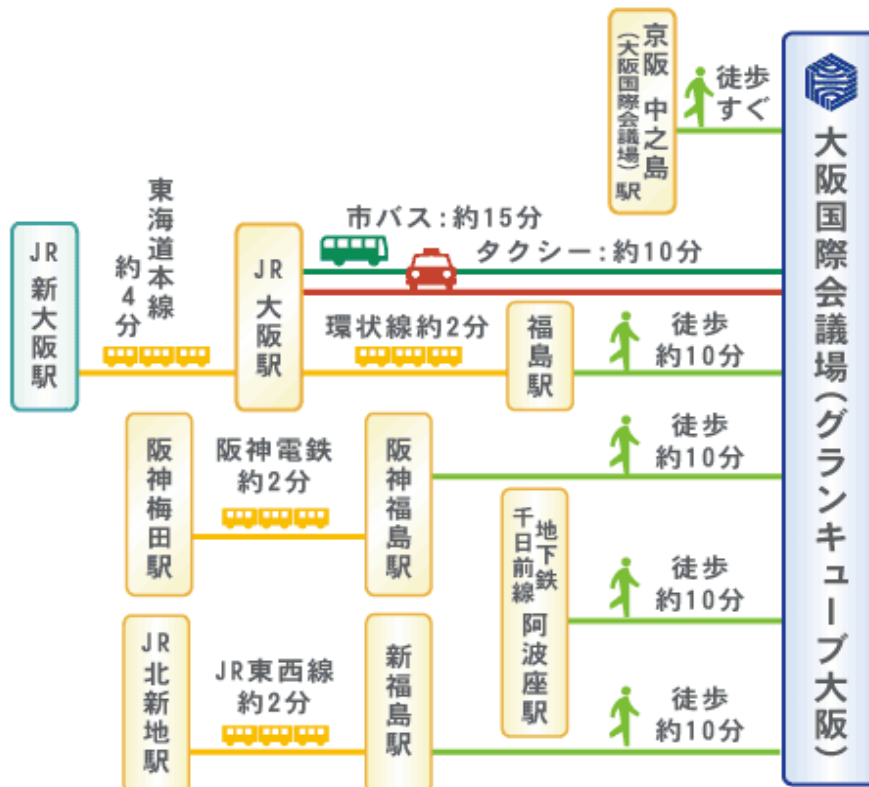 京阪 中之島駅
（大阪国際会議場）
徒歩
すぐ
大阪国際会議場（グランキューブ大阪）
東海道本線
約4分
市バス：約15分
タクシー：約10分
JR 新大阪駅
JR 大阪駅
環状線約2分
福島駅
徒歩
約10分
阪神梅田駅
阪神電鉄
約2分
阪神福島駅
徒歩
約10分
地下鉄
千日前線
阿波座駅
徒歩
約10分
JR 北新地駅
JR東西線
約2分
新福島駅
徒歩
約10分